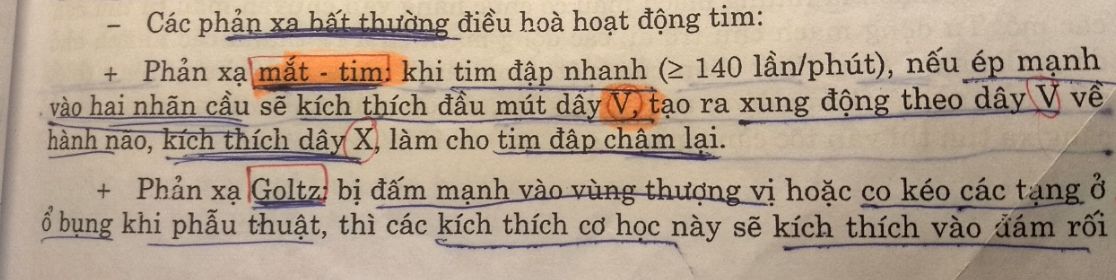 - Các phản xạ bất thường điều hoà hoạt động tim:
+ Phản xạ mắt - tim: khi tim đập nhanh (≥ 140 lần/phút), nếu ép mạnh
vào hai nhãn cầu sẽ kích thích đầu mút dây V, tạo ra xung động theo dây V về
hành não, kích thích dây X, làm cho tim đập chậm lại.
+ Phản xạ Goltz: bị đấm mạnh vào vùng thượng vị hoặc co kéo các tạng ở
ổ bụng khi phẫu thuật, thì các kích thích cơ học này sẽ kích thích vào đám rối